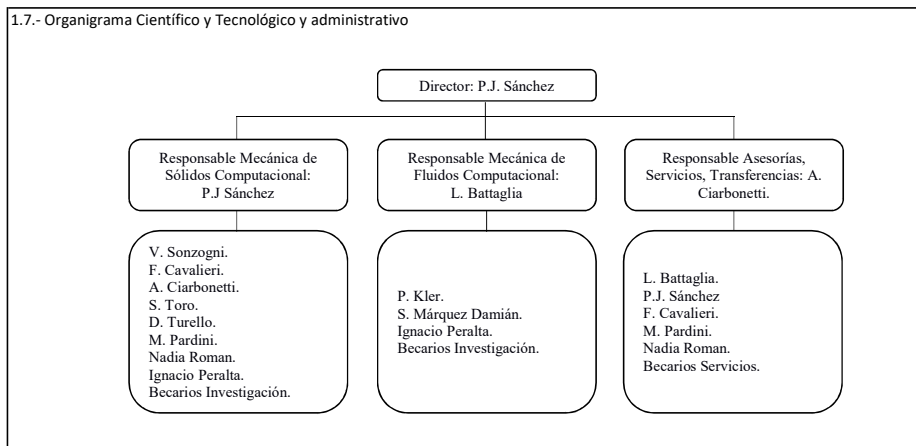 1.7.- Organigrama Científico y Tecnológico y administrativo
Director: P.J. Sánchez
Responsable Mecánica de
Sólidos Computacional:
P.J Sánchez
Responsable Mecánica de
Fluidos Computacional:
L. Battaglia
Responsable Asesorías,
Servicios, Transferencias: A.
Ciarbonetti.
V. Sonzogni.
F. Cavalieri.
A. Ciarbonetti.
S. Toro.
D. Turello.
M. Pardini.
Nadia Roman.
Ignacio Peralta.
Becarios Investigación.
P. Kler.
S. Márquez Damián.
Ignacio Peralta.
Becarios Investigación.
L. Battaglia.
P.J. Sánchez
F. Cavalieri.
M. Pardini.
Nadia Roman.
Becarios Servicios.